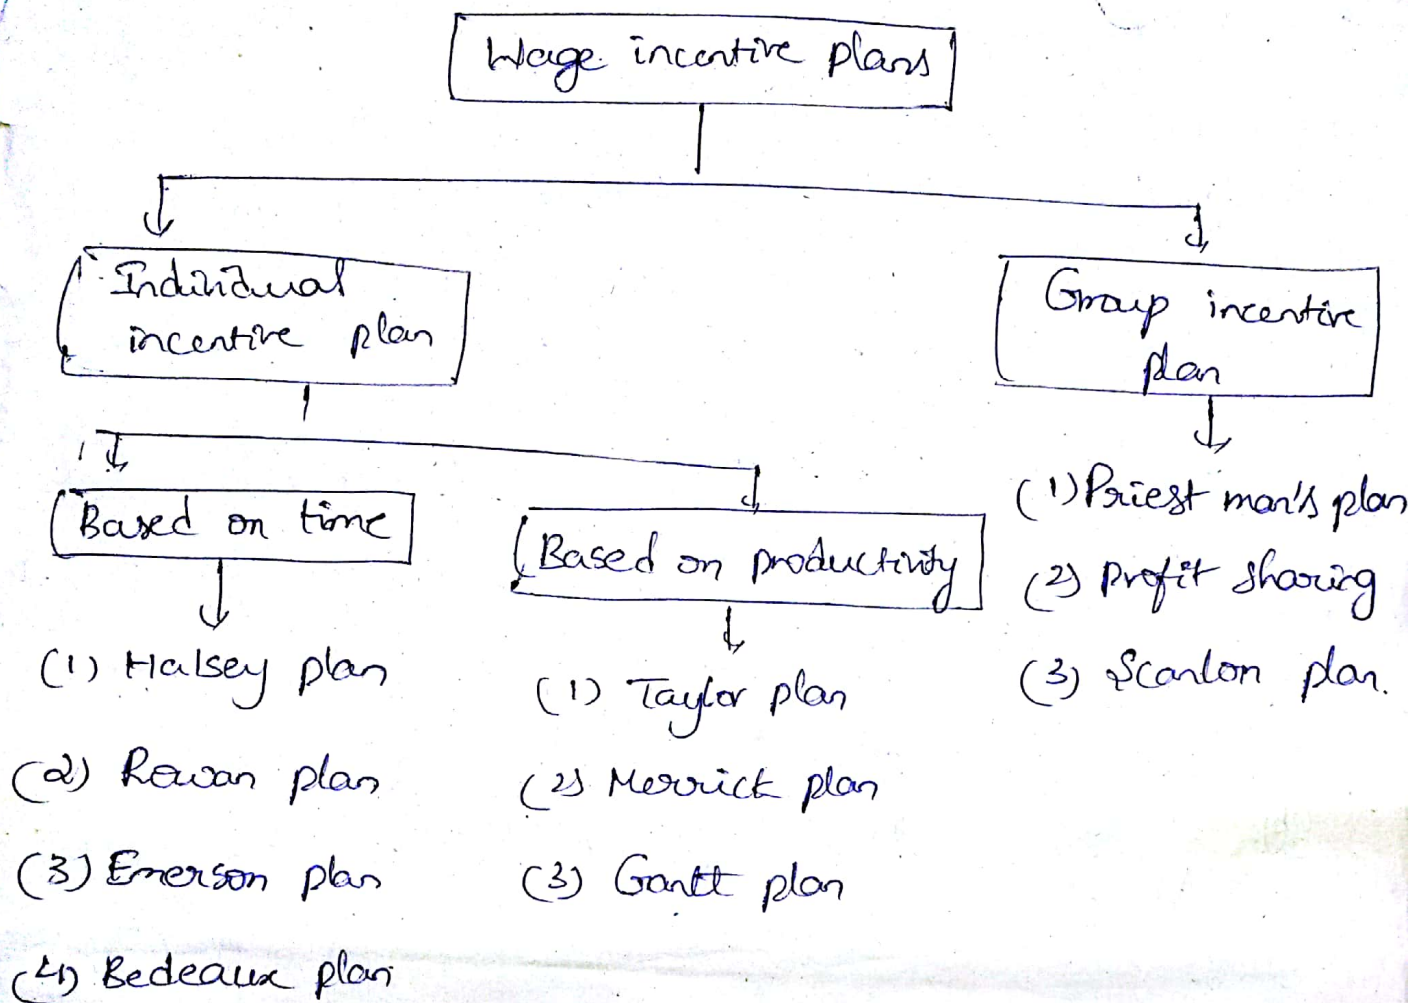 Wage incentive plans
Individual
incentive plan
Group incentive
plan
Based on time
Based on productivity
(1) Priest man's plan
(2) Profit sharing
(3) Scanlon plan.
(1) Halsey plan
(2) Rowan plan
(3) Emerson plan
(4) Bedeaux plan
(1) Taylor plan
(2) Merrick plan
(3) Gantt plan